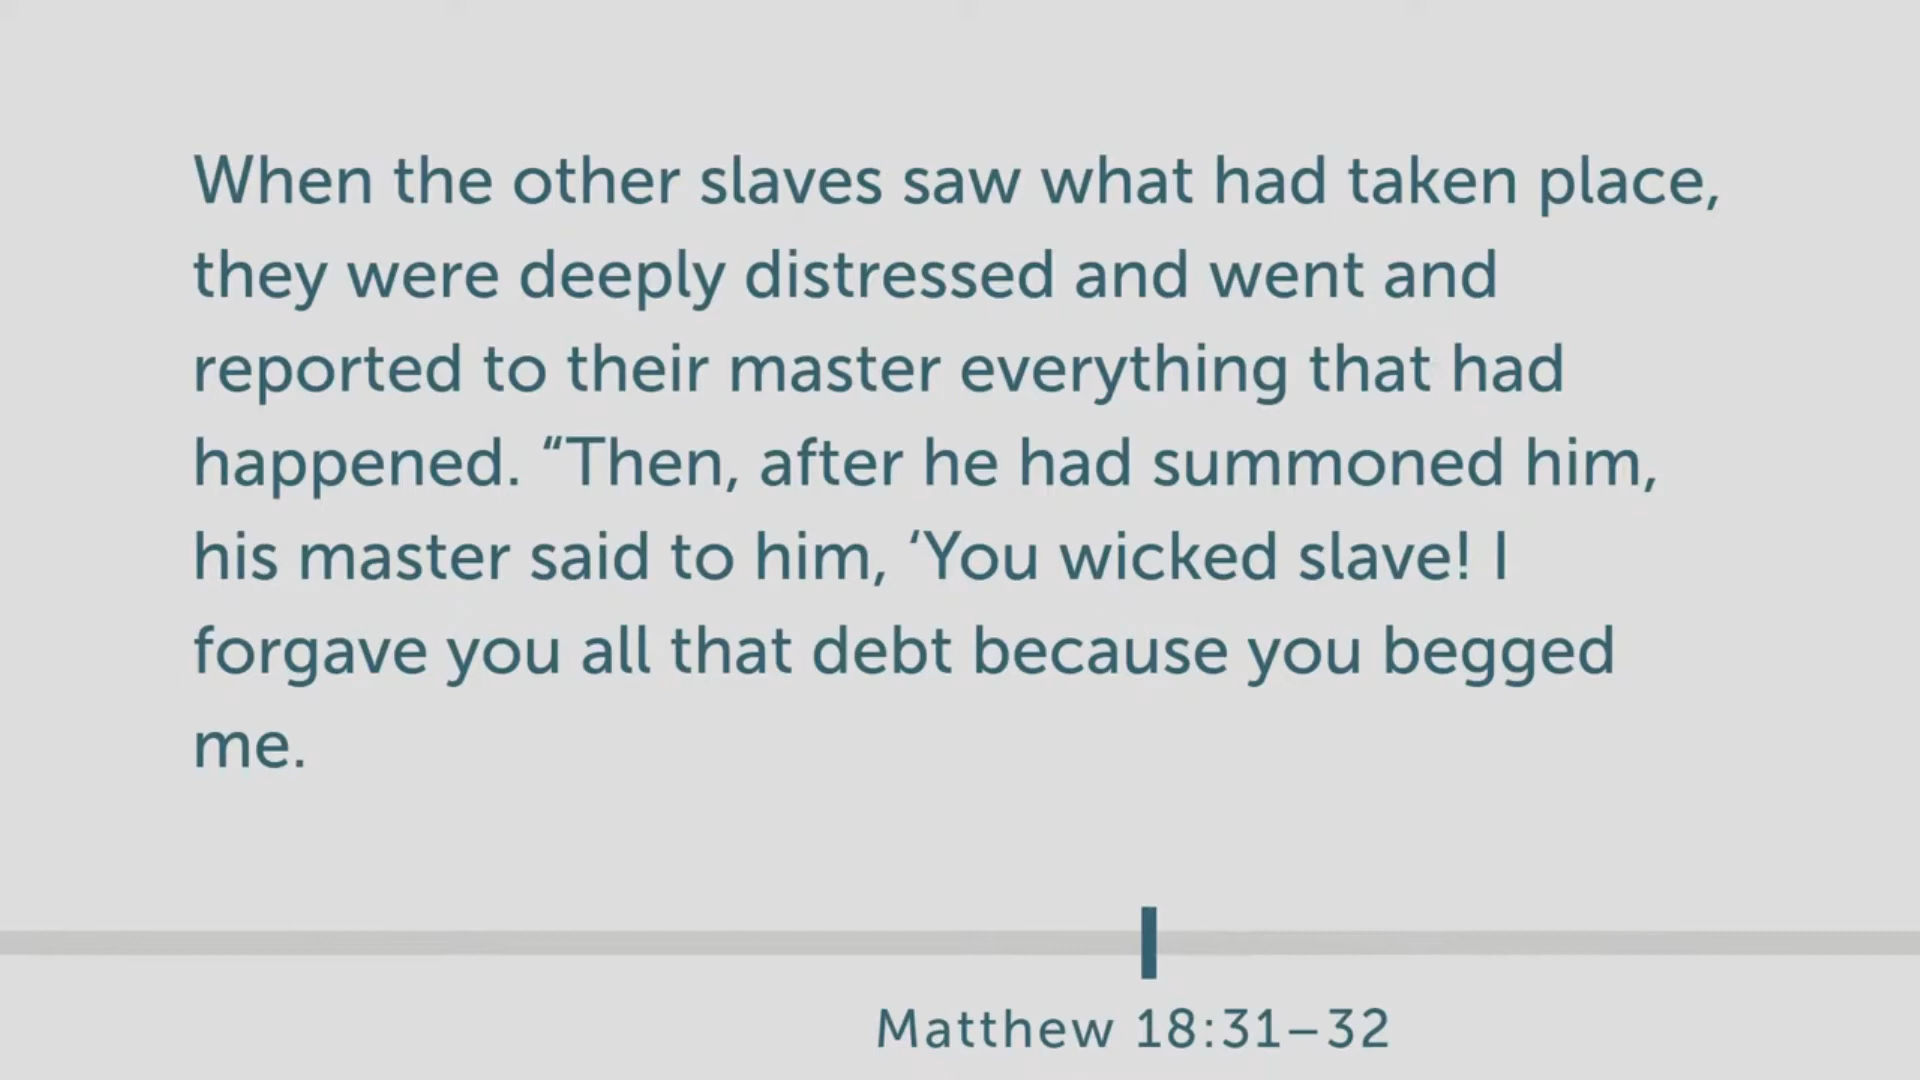 When the other slaves saw what had taken place,
they were deeply distressed and went and
reported to their master everything that had
happened. “Then, after he had summoned him,
his master said to him, ‘You wicked slave! I
forgave you all that debt because you begged
me.
Matthew 18:31–32